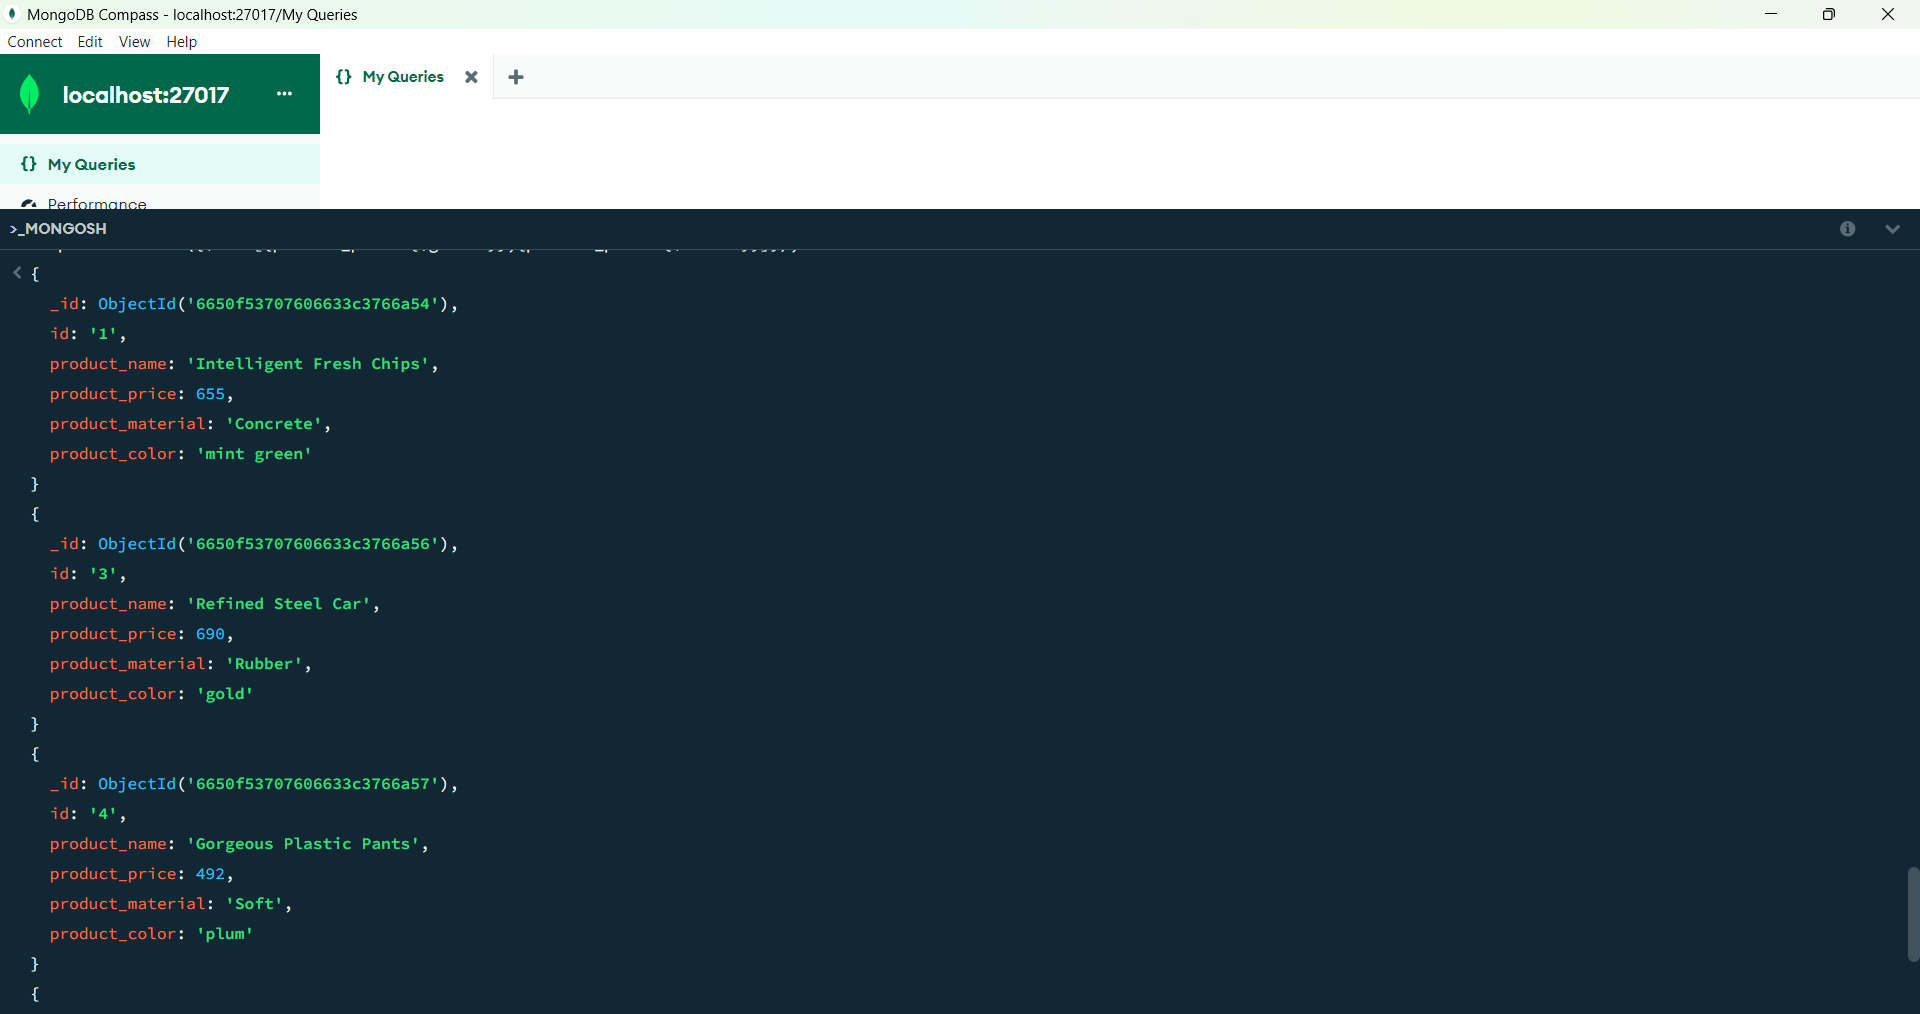 MongoDB Compass - localhost:27017/My Queries
Connect Edit View Help
localhost:27017 ...
{} My Queries
{} My Queries
Performance
>_MONGOSH
{
_id: ObjectId('6650f53707606633c3766a54'),
id: '1',
product_name: 'Intelligent Fresh Chips',
product_price: 655,
product_material: 'Concrete',
product_color: 'mint green'
}
{
_id: ObjectId('6650f53707606633c3766a56'),
id: '3',
product_name: 'Refined Steel Car',
product_price: 690,
product_material: 'Rubber',
product_color: 'gold'
}
{
_id: ObjectId('6650f53707606633c3766a57'),
id: '4',
product_name: 'Gorgeous Plastic Pants',
product_price: 492,
product_material: 'Soft',
product_color: 'plum'
}
{